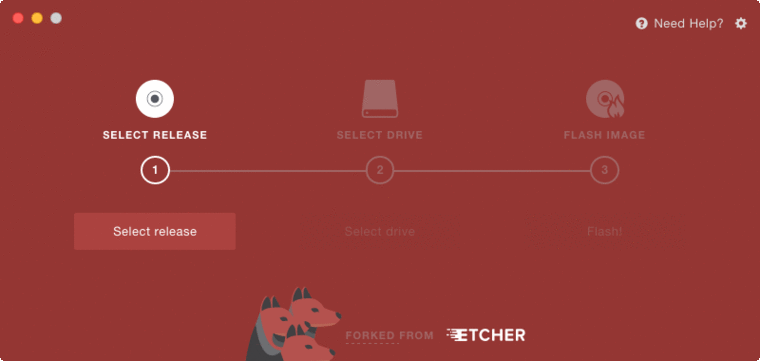 Need Help?
SELECT RELEASE
SELECT DRIVE
FLASH IMAGE
1
2
3
Select release
Select drive
Flash!
FORKED FROM
ETCHER